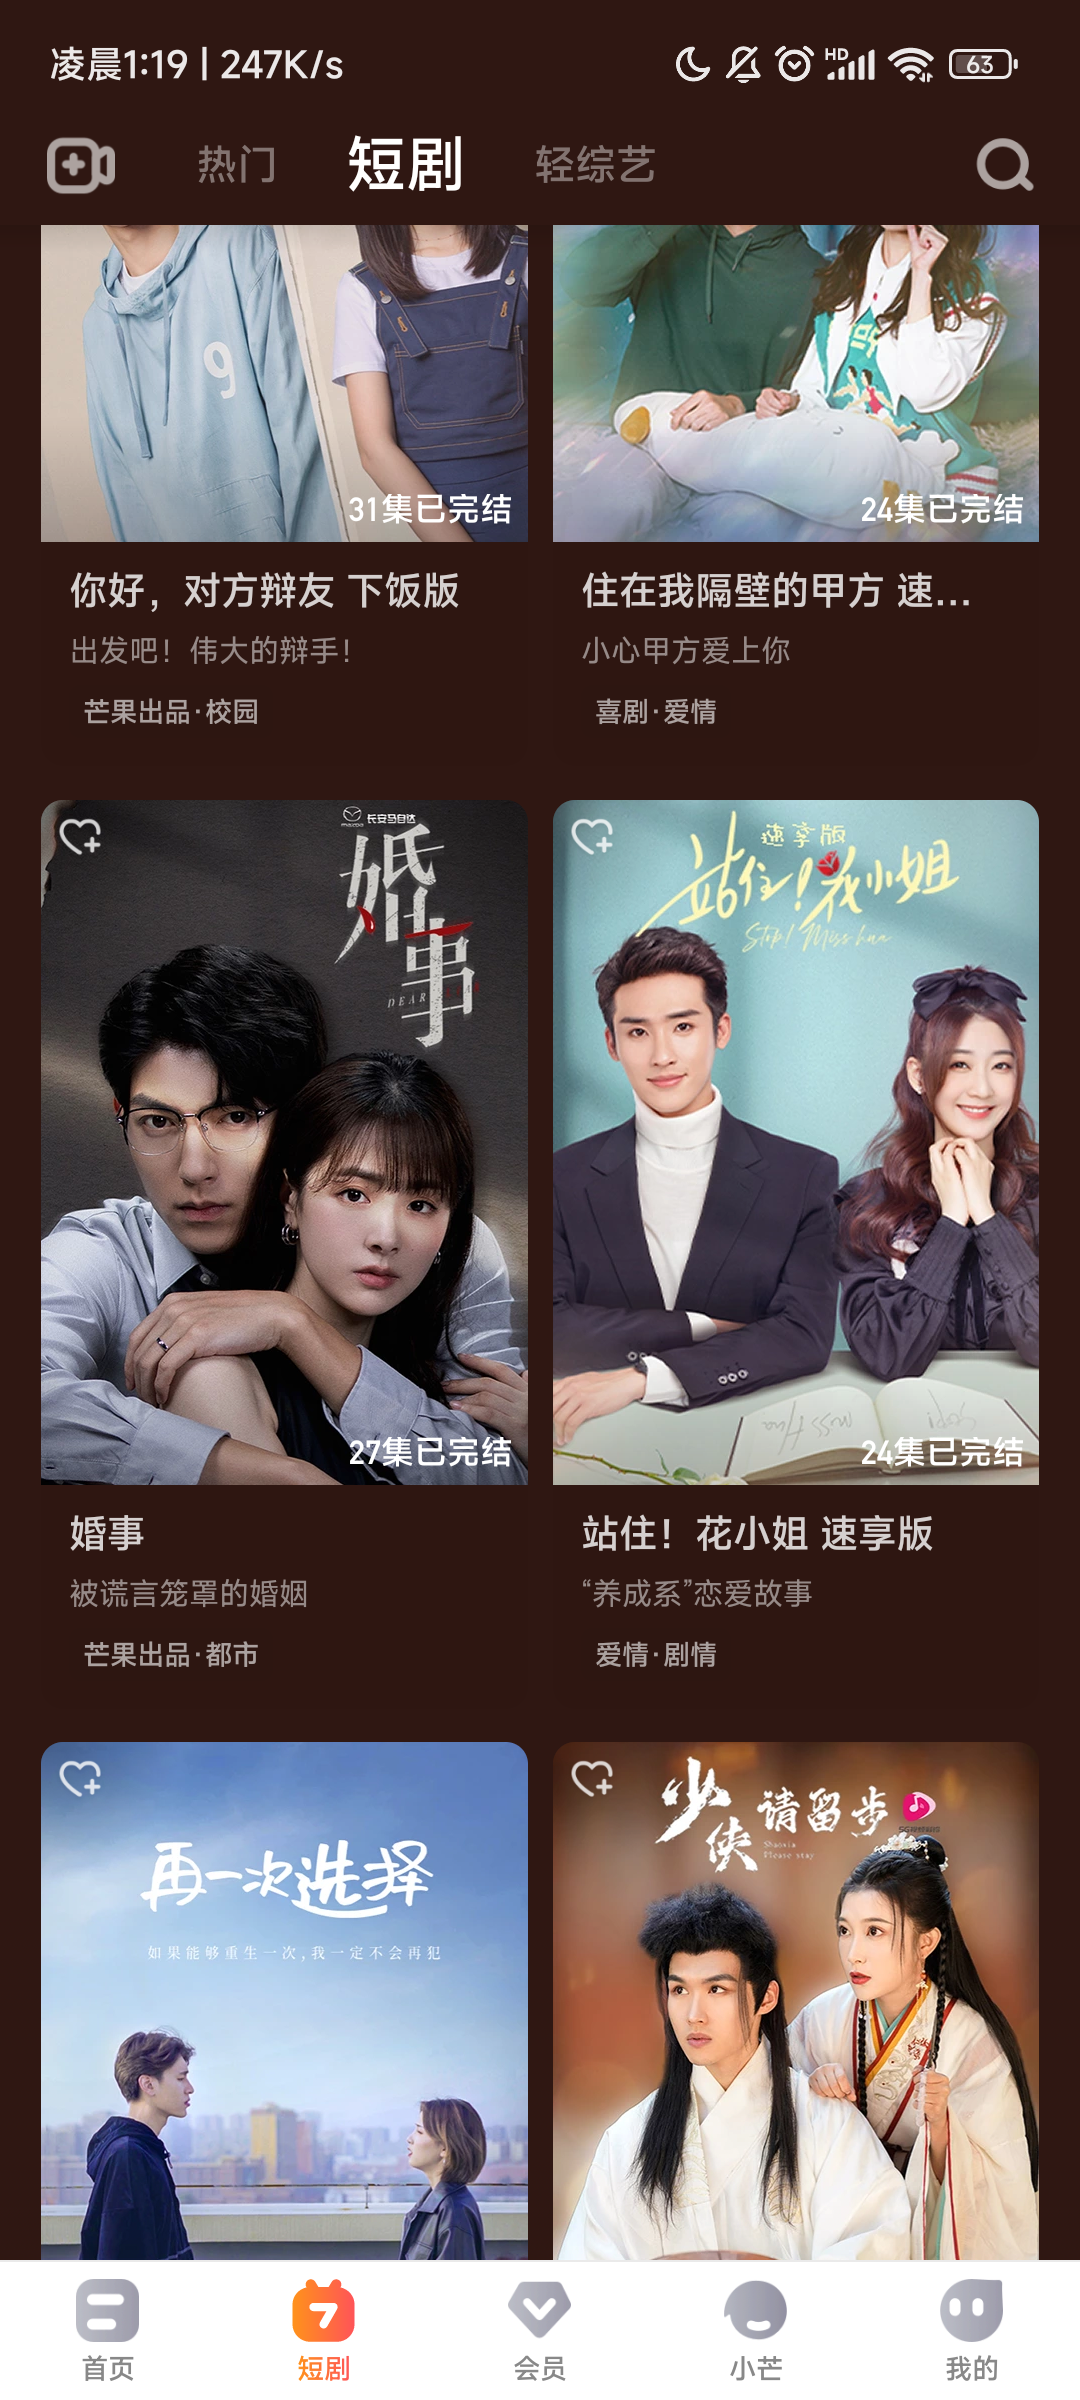 凌晨1:19 | 247K/s
HD
63
热门
短剧
轻综艺
9
31集已完结
24集已完结
你好，对方辩友 下饭版
住在我隔壁的甲方 速...
出发吧！伟大的辩手！
小心甲方爱上你
芒果出品·校园
喜剧·爱情
长安马自达
婚事
27集已完结
速享版
站住！花小姐
Stop! Miss hua
24集已完结
婚事
站住！花小姐 速享版
被谎言笼罩的婚姻
“养成系”恋爱故事
芒果出品·都市
爱情·剧情
再一次选择
如果能够重生一次,我一定不会再犯
少侠请留步
Shaoxia
Please stay
首页
短剧
会员
小芒
我的